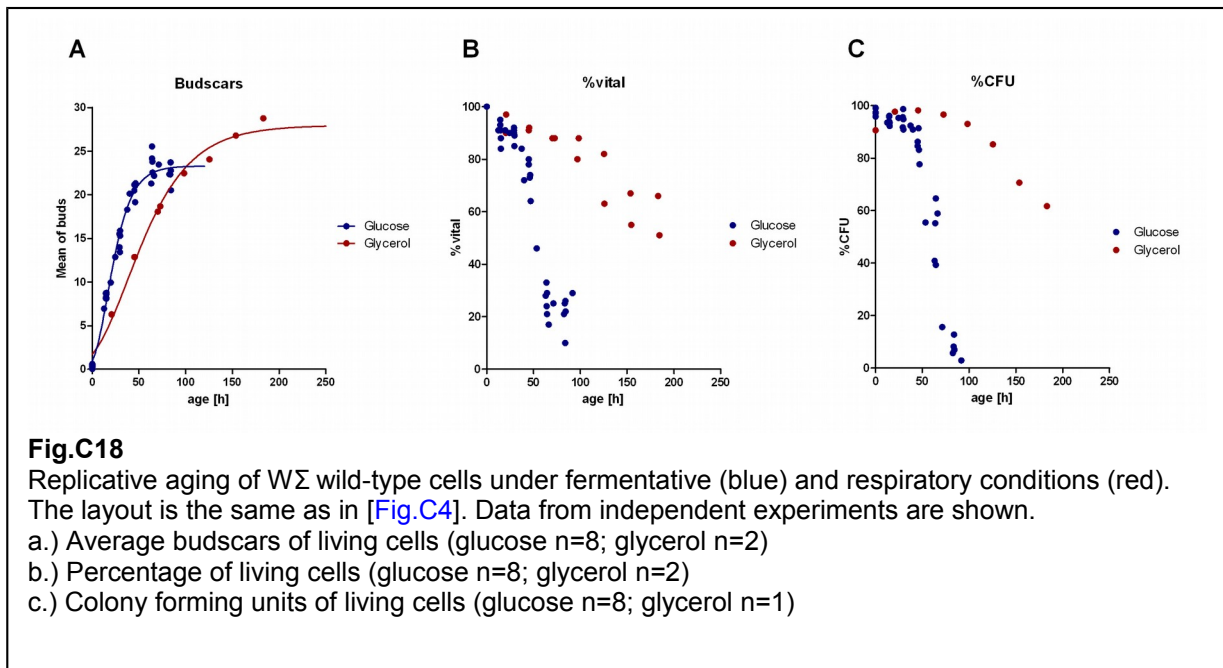 A
B
C
Budscars
%vital
%CFU
30
25
20
15
10
5
0
Mean of buds
0 50 100 150 200 250
age [h]
Glucose
Glycerol
100
80
60
40
20
0
% vital
0 50 100 150 200 250
age [h]
Glucose
Glycerol
100
80
60
40
20
0
%CFU
0 50 100 150 200 250
age [h]
Glucose
Glycerol
Fig.C18
Replicative aging of WΣ wild-type cells under fermentative (blue) and respiratory conditions (red).
The layout is the same as in [Fig.C4]. Data from independent experiments are shown.
a.) Average budscars of living cells (glucose n=8; glycerol n=2)
b.) Percentage of living cells (glucose n=8; glycerol n=2)
c.) Colony forming units of living cells (glucose n=8; glycerol n=1)